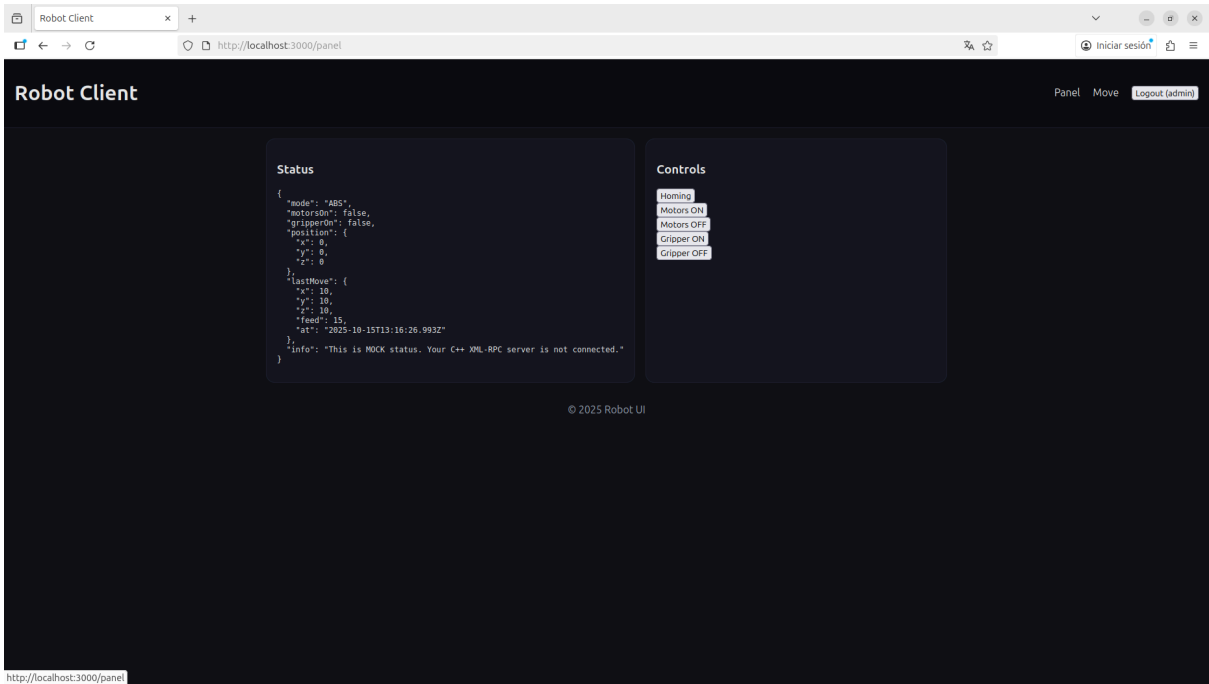 Robot Client
http://localhost:3000/panel
Iniciar sesión
Robot Client
Panel Move Logout (admin)
Status
{
  "mode": "ABS",
  "motorsOn": false,
  "gripperOn": false,
  "position": {
    "x": 0,
    "y": 0,
    "z": 0
  },
  "lastMove": {
    "x": 10,
    "y": 10,
    "z": 10,
    "feed": 15,
    "at": "2025-10-15T13:16:26.993Z"
  },
  "info": "This is MOCK status. Your C++ XML-RPC server is not connected."
}
Controls
Homing
Motors ON
Motors OFF
Gripper ON
Gripper OFF
© 2025 Robot UI
http://localhost:3000/panel